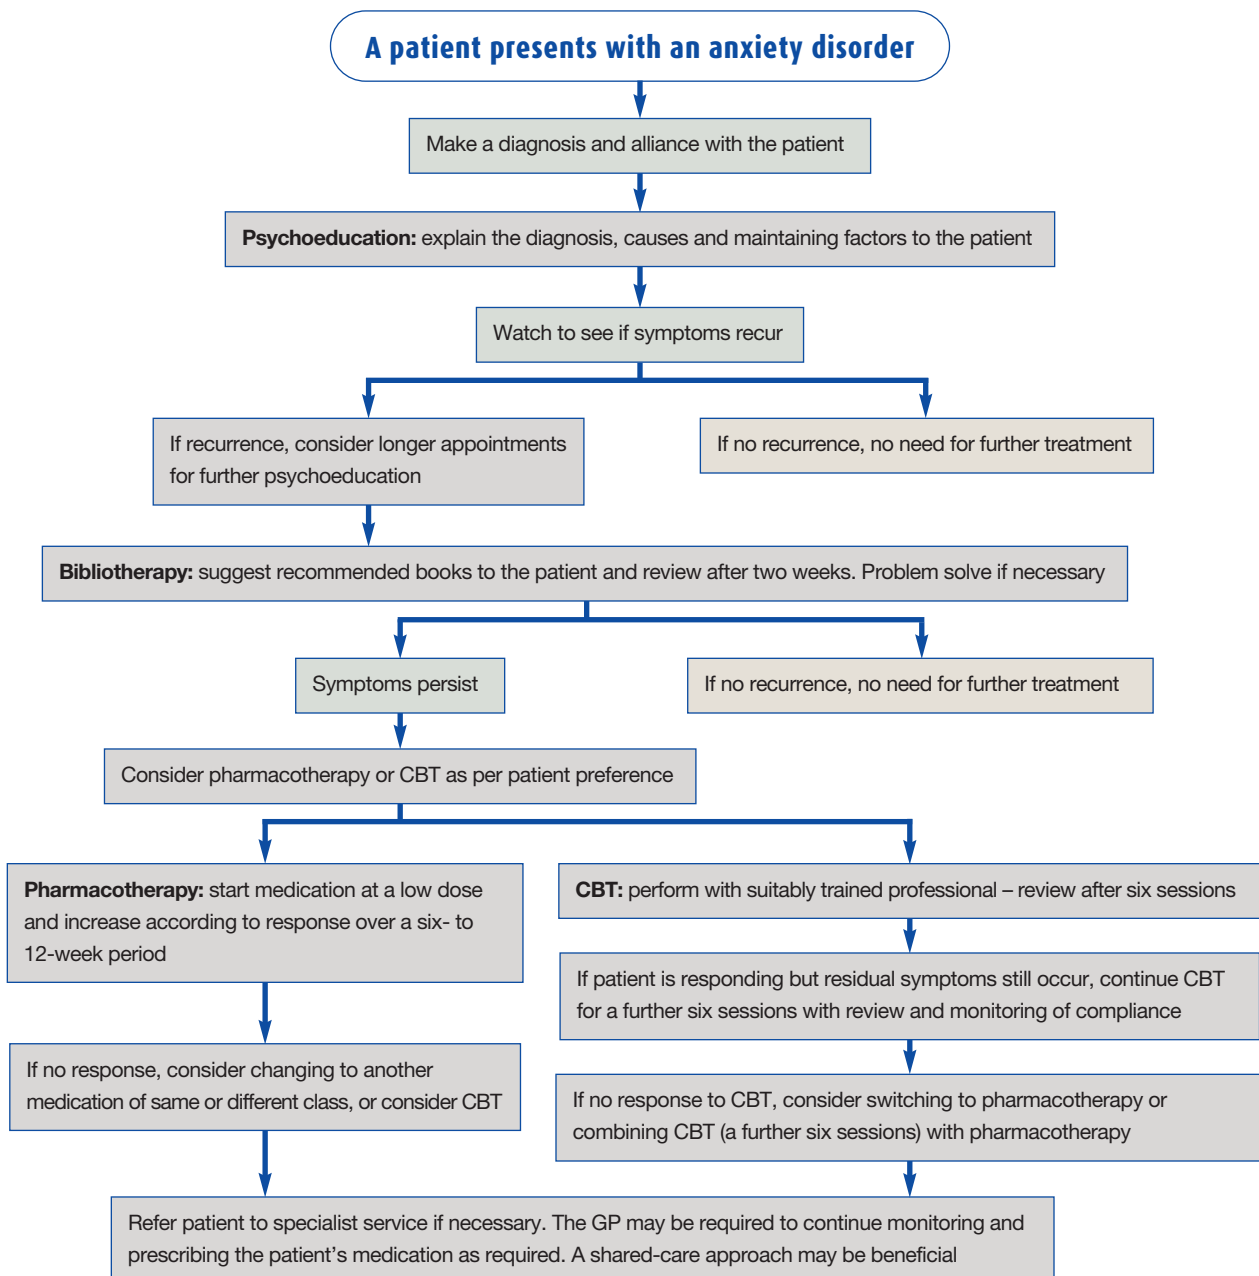 A patient presents with an anxiety disorder
Make a diagnosis and alliance with the patient
Psychoeducation: explain the diagnosis, causes and maintaining factors to the patient
Watch to see if symptoms recur
If recurrence, consider longer appointments
for further psychoeducation
If no recurrence, no need for further treatment
Bibliotherapy: suggest recommended books to the patient and review after two weeks. Problem solve if necessary
Symptoms persist
If no recurrence, no need for further treatment
Consider pharmacotherapy or CBT as per patient preference
Pharmacotherapy: start medication at a low dose
and increase according to response over a six- to
12-week period
If no response, consider changing to another
medication of same or different class, or consider CBT
CBT: perform with suitably trained professional – review after six sessions
If patient is responding but residual symptoms still occur, continue CBT
for a further six sessions with review and monitoring of compliance
If no response to CBT, consider switching to pharmacotherapy or
combining CBT (a further six sessions) with pharmacotherapy
Refer patient to specialist service if necessary. The GP may be required to continue monitoring and
prescribing the patient’s medication as required. A shared-care approach may be beneficial